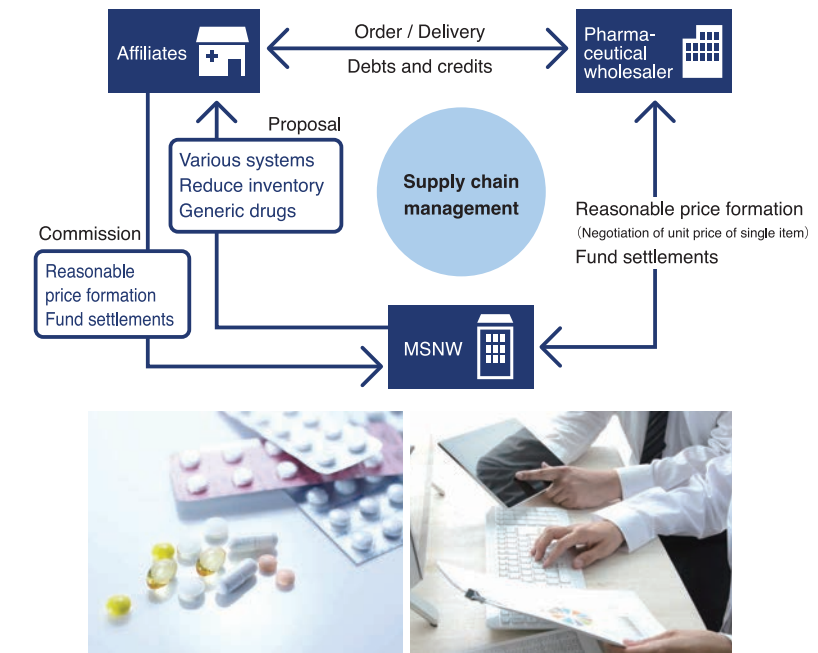 Affiliates
Order / Delivery
Debts and credits
Pharma-
ceutical
wholesaler
Proposal
Various systems
Reduce inventory
Generic drugs
Supply chain
management
Commission
Reasonable
price formation
Fund settlements
Reasonable price formation
（Negotiation of unit price of single item）
Fund settlements
MSNW